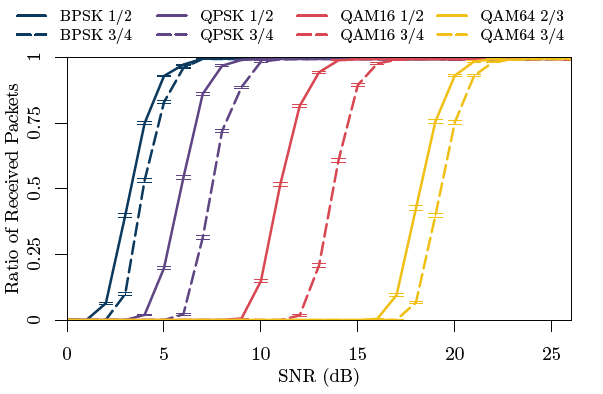 BPSK 1/2 QPSK 1/2 QAM16 1/2 QAM64 2/3
BPSK 3/4 QPSK 3/4 QAM16 3/4 QAM64 3/4
Ratio of Received Packets
1
0.75
0.5
0.25
0
0 5 10 15 20 25
SNR (dB)